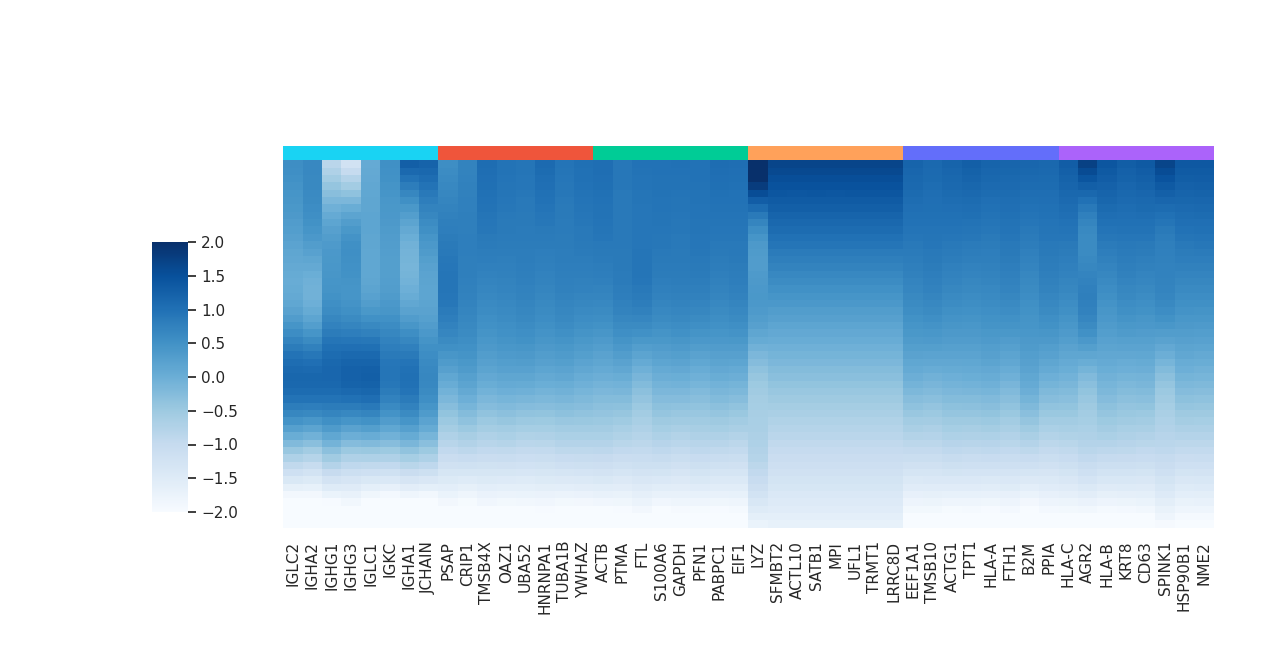 2.0
1.5
1.0
0.5
0.0
−0.5
−1.0
−1.5
−2.0
IGLC2
IGHA2
IGHG1
IGHG3
IGLC1
IGKC
IGHA1
JCHAIN
PSAP
CRIP1
TMSB4X
OAZ1
UBA52
HNRNPA1
TUBA1B
YWHAZ
ACTB
PTMA
FTL
S100A6
GAPDH
PFN1
PABPC1
EIF1
LYZ
SFMBT2
ACTL10
SATB1
MPI
UFL1
TRMT1
LRRC8D
EEF1A1
TMSB10
ACTG1
TPT1
HLA-A
FTH1
B2M
PPIA
HLA-C
AGR2
HLA-B
KRT8
CD63
SPINK1
HSP90B1
NME2